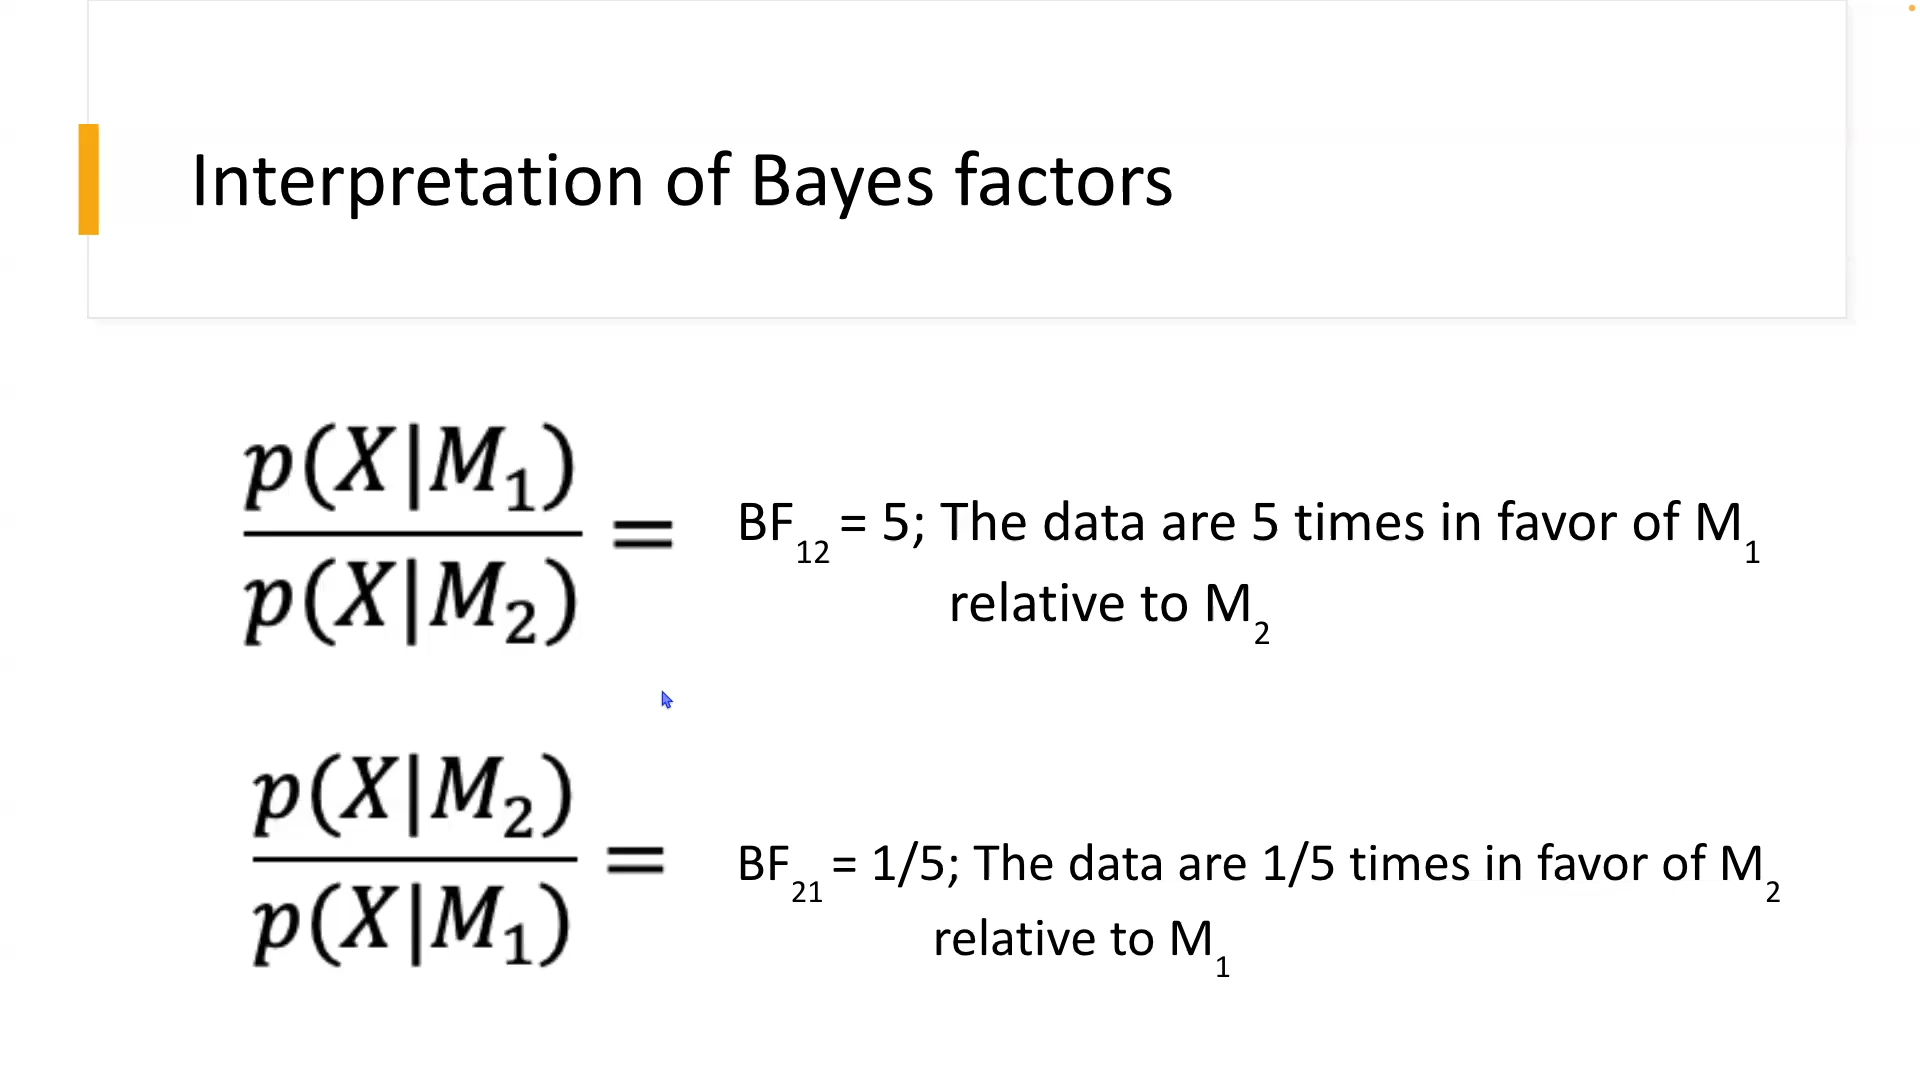 Interpretation of Bayes factors
p(X|M₁)
p(X|M₂)
=
BF₁₂ = 5; The data are 5 times in favor of M₁
relative to M₂
p(X|M₂)
p(X|M₁)
=
BF₂₁ = 1/5; The data are 1/5 times in favor of M₂
relative to M₁